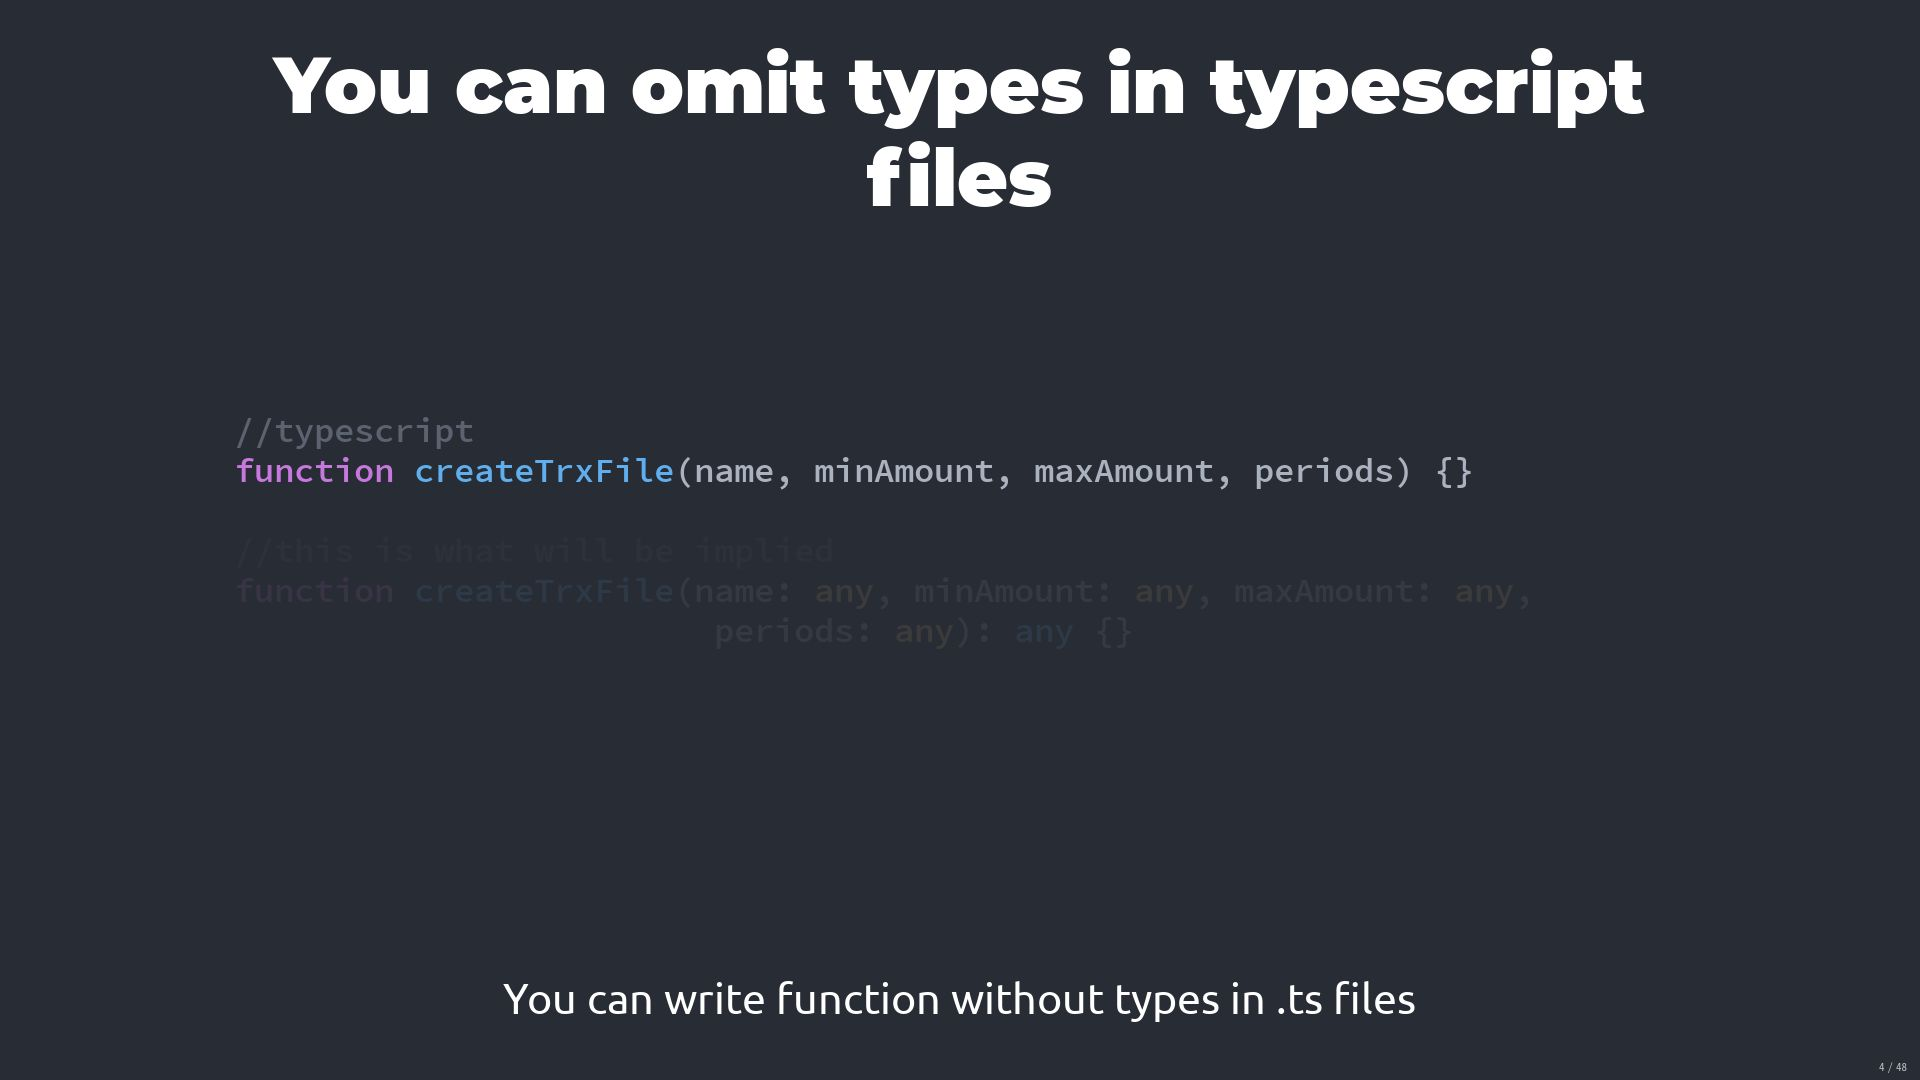 You can omit types in typescript
files
//typescript
function createTrxFile(name, minAmount, maxAmount, periods) {}
//this is what will be implied
function createTrxFile(name: any, minAmount: any, maxAmount: any,
periods: any): any {}
You can write function without types in .ts files
4 / 48